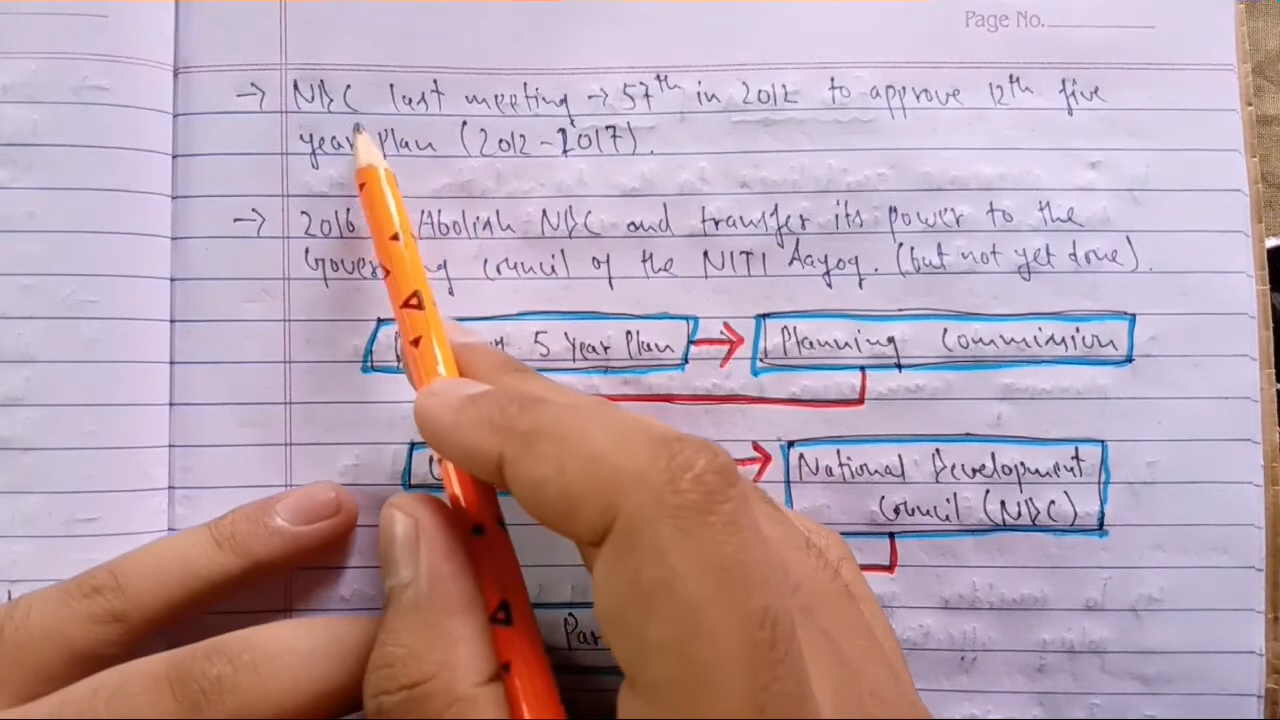 Page No.
→ NDC last meeting → 57th in 2012 to approve 12th five
year Plan (2012-2017).
→ 2016 Abolish NDC and transfer its power to the
Governing council of the NITI Aayog. (but not yet done).
5 Year Plan → Planning Commission
→ National Development
Council (NDC)